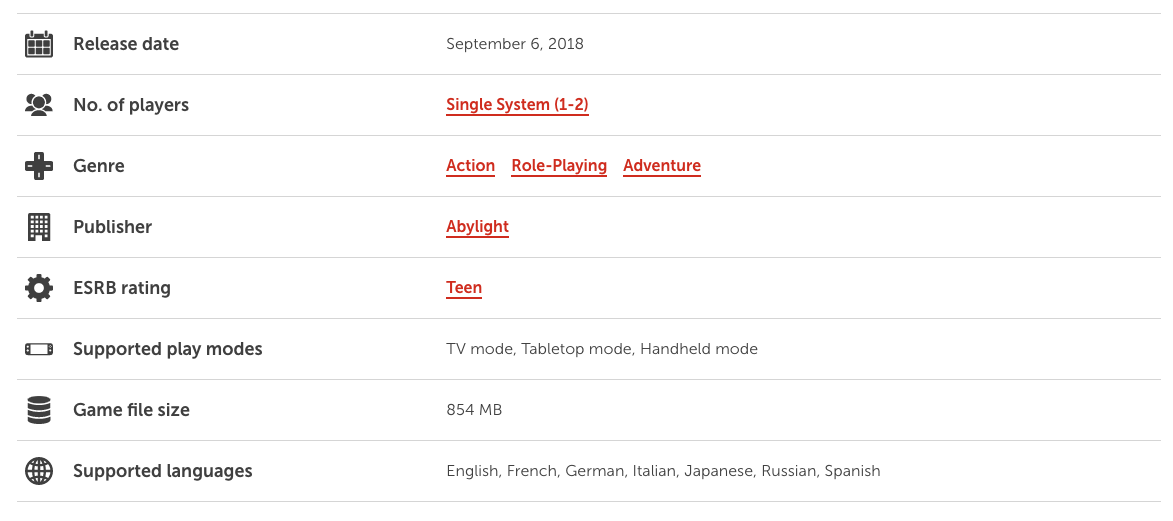 Release date September 6, 2018
No. of players Single System (1-2)
Genre Action Role-Playing Adventure
Publisher Abylight
ESRB rating Teen
Supported play modes TV mode, Tabletop mode, Handheld mode
Game file size 854 MB
Supported languages English, French, German, Italian, Japanese, Russian, Spanish